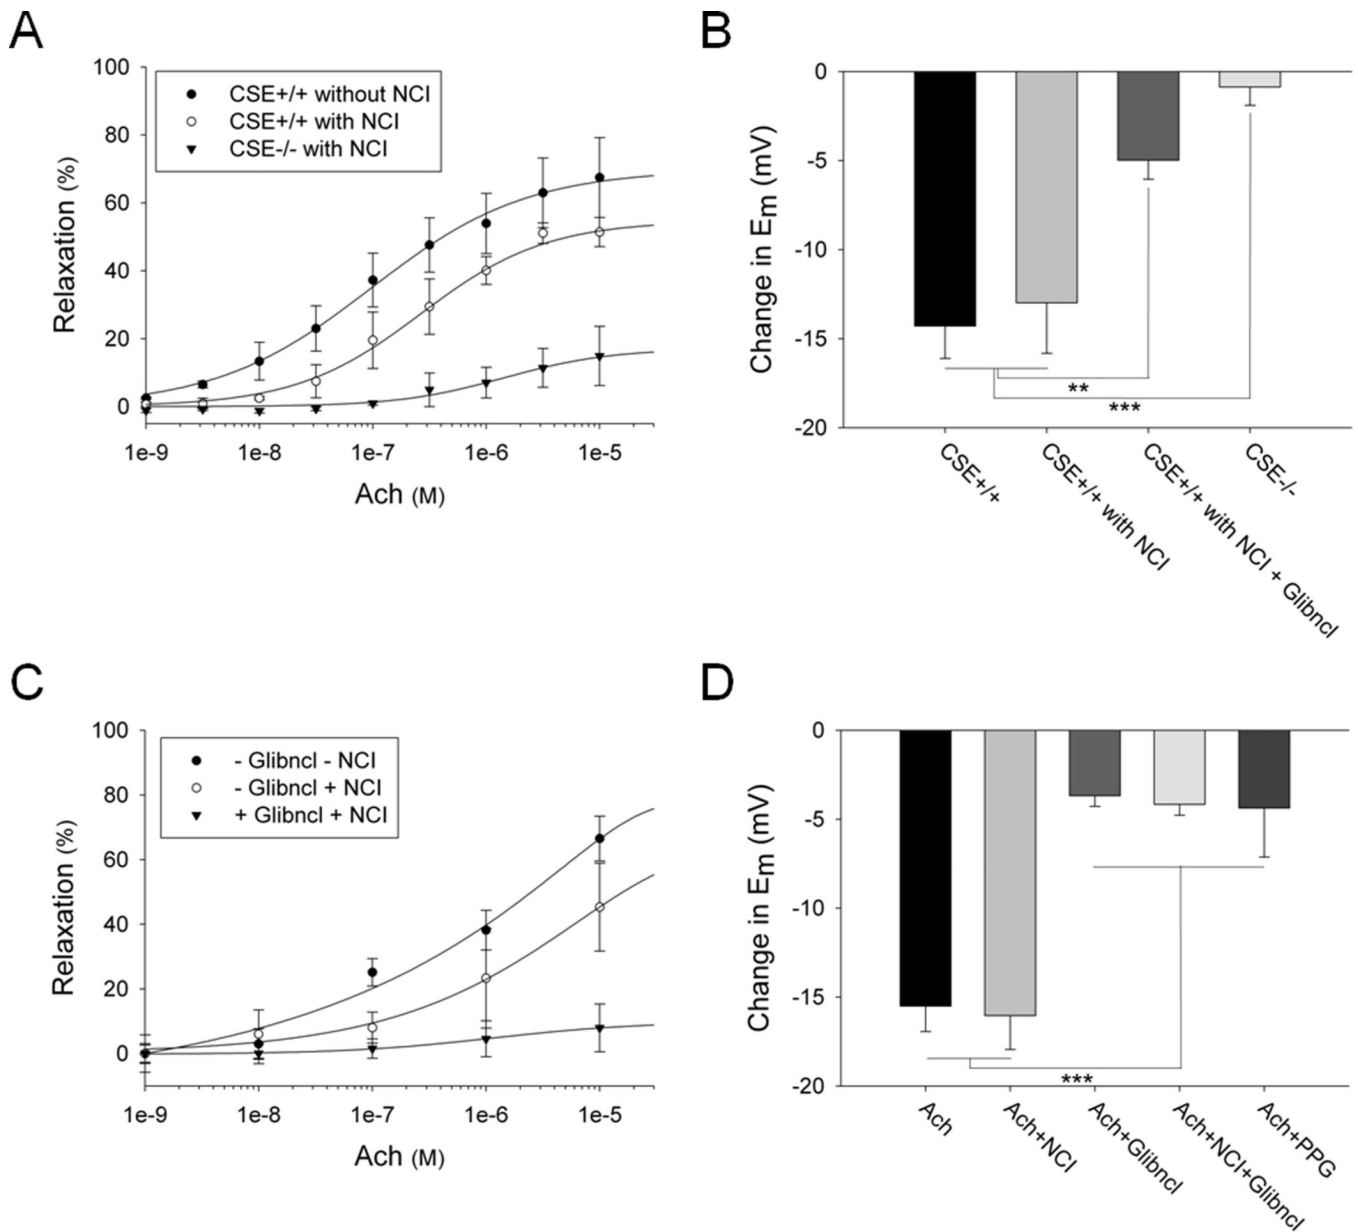 A
100
80
60
40
20
0
Relaxation (%)
CSE+/+ without NCI
CSE+/+ with NCI
CSE-/- with NCI
1e-9 1e-8 1e-7 1e-6 1e-5
Ach (M)
B
0
-5
-10
-15
-20
Change in Em (mV)
**
***
CSE+/+
CSE+/+ with NCI
CSE+/+ with NCI + Glibncl
CSE-/-
C
100
80
60
40
20
0
Relaxation (%)
- Glibncl - NCI
- Glibncl + NCI
+ Glibncl + NCI
1e-9 1e-8 1e-7 1e-6 1e-5
Ach (M)
D
0
-5
-10
-15
-20
Change in Em (mV)
***
Ach
Ach+NCI
Ach+Glibncl
Ach+NCI+Glibncl
Ach+PPG